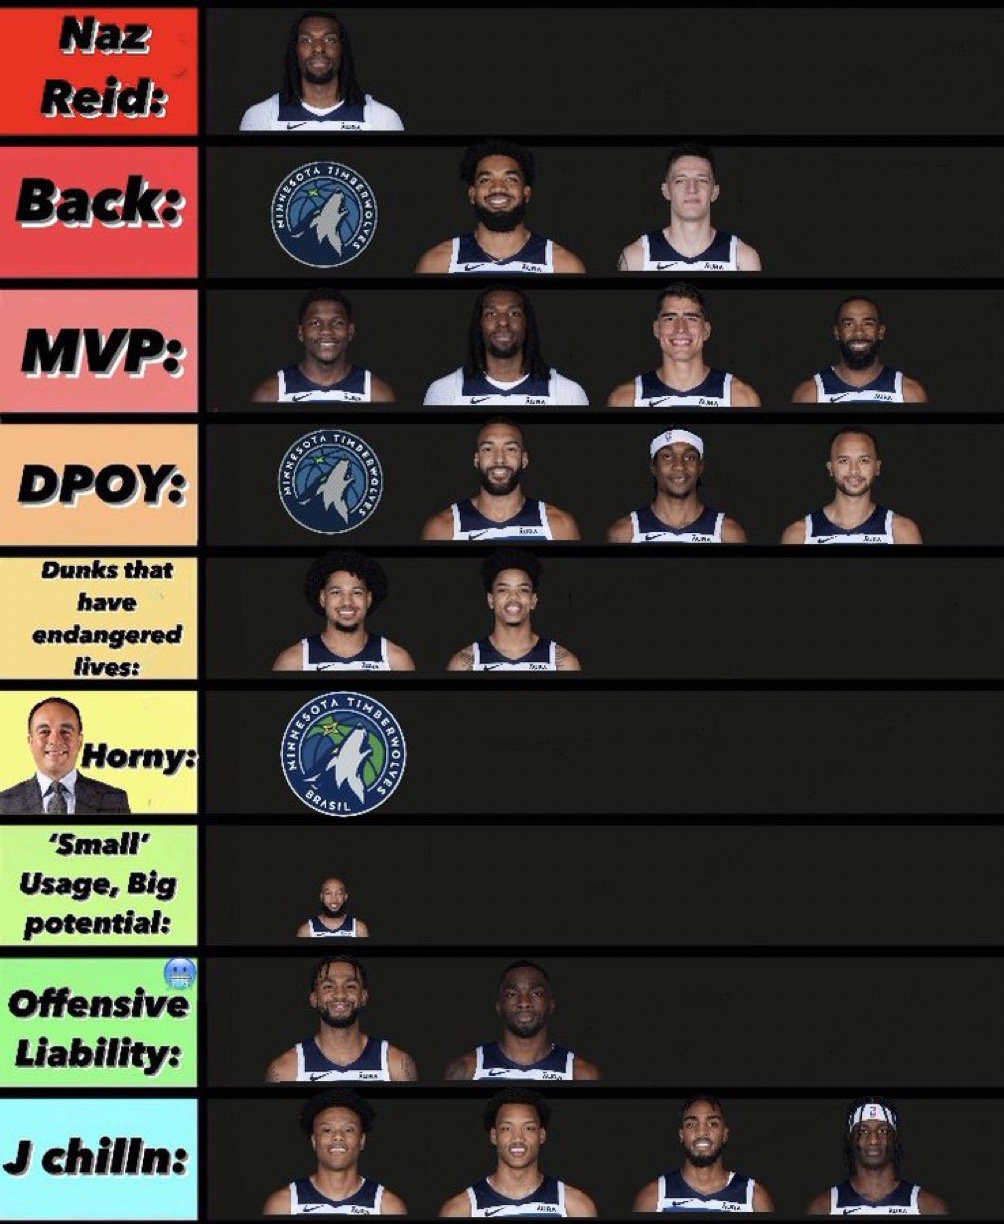 Naz
Reid:
Back:
MINNESOTA TIMBERWOLVES
MVP:
DPOY:
MINNESOTA TIMBERWOLVES
Dunks that
have
endangered
lives:
Horny:
MINNESOTA TIMBERWOLVES
BRASIL
‘Small’
Usage, Big
potential:
Offensive
Liability:
J chilln: